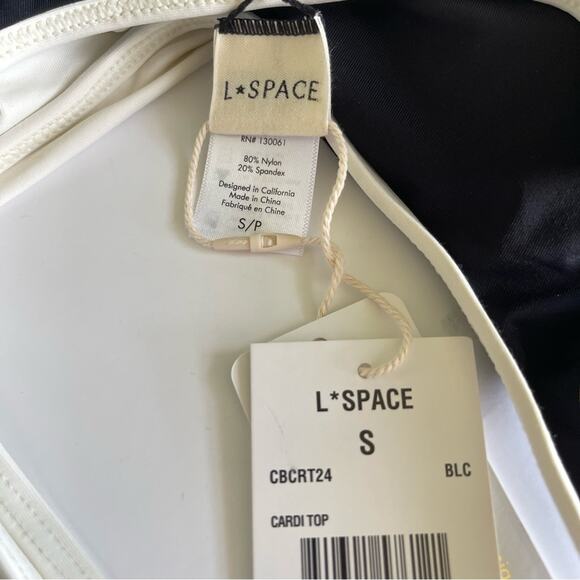 L*SPACE
RN# 130061
80% Nylon
20% Spandex
Designed in California
Made in China
Fabriqué en Chine
S/P
L*SPACE
S
CBCRT24 BLC
CARDI TOP